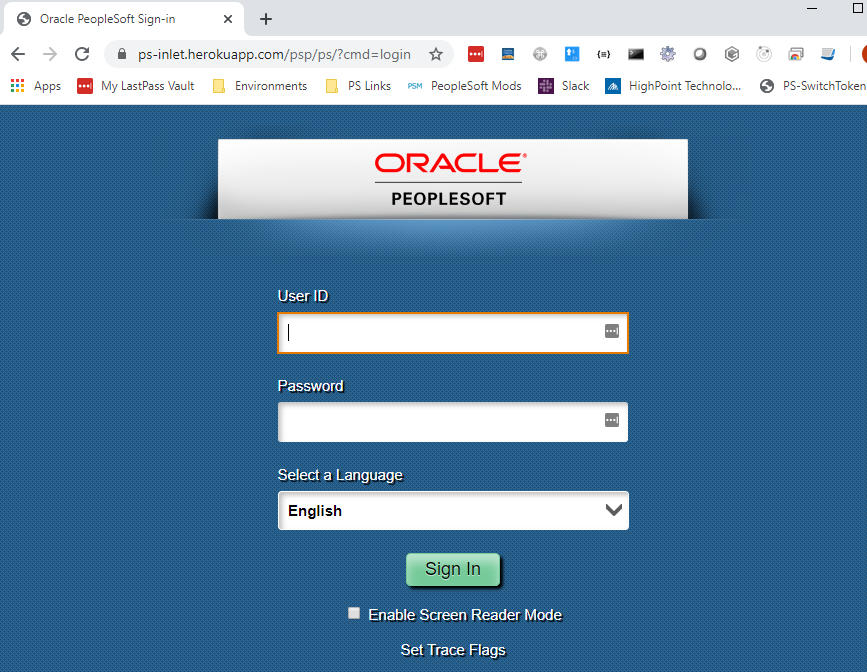 Oracle PeopleSoft Sign-in
ps-inlet.herokuapp.com/psp/ps/?cmd=login
Apps My LastPass Vault Environments PS Links PSM PeopleSoft Mods Slack HighPoint Technolo... PS-SwitchToken
ORACLE®
PEOPLESOFT
User ID
Password
Select a Language
English
Sign In
Enable Screen Reader Mode
Set Trace Flags